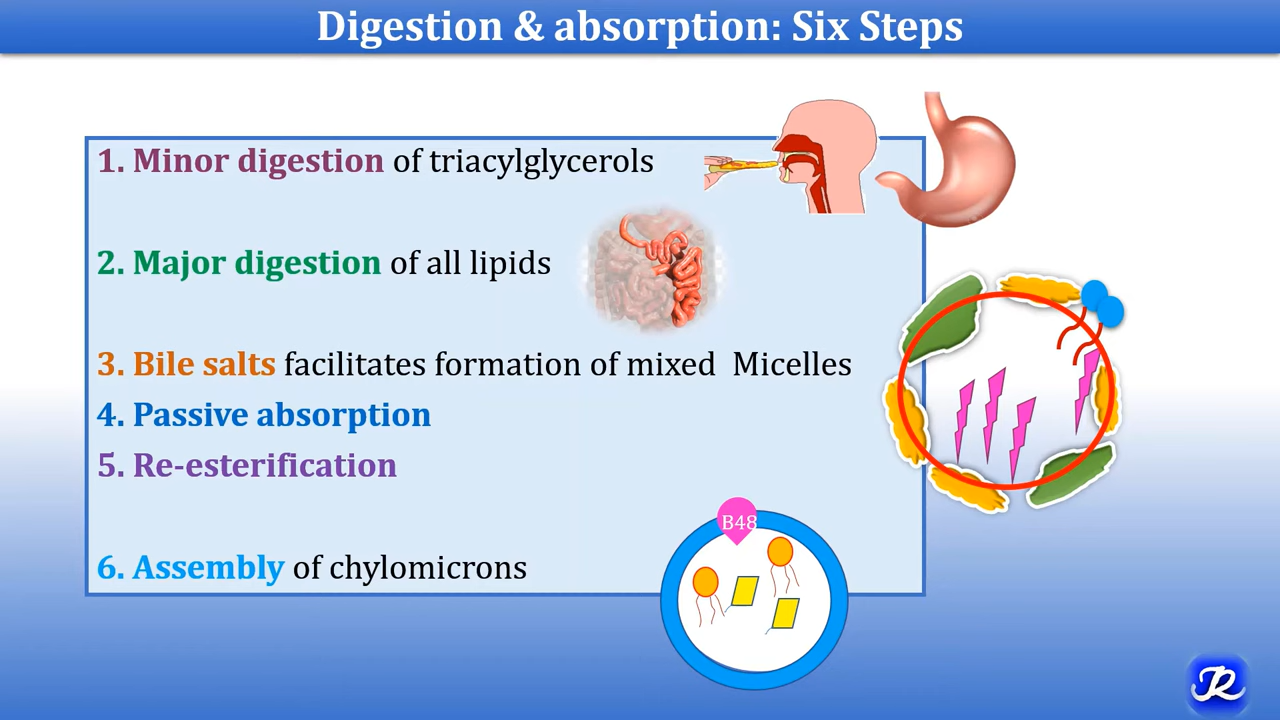 Digestion & absorption: Six Steps
1. Minor digestion of triacylglycerols
2. Major digestion of all lipids
3. Bile salts facilitates formation of mixed Micelles
4. Passive absorption
5. Re-esterification
B48
6. Assembly of chylomicrons
JR